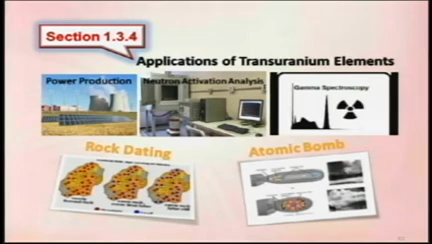 Section 1.3.4
Applications of Transuranium Elements
Power Production
Neutron Activation Analysis
Gamma Spectroscopy
Rock Dating
Atomic Bomb